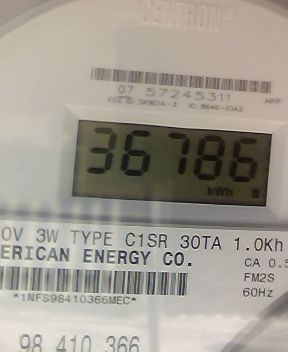 CENTRON®
07 57245311
36786
kWh
0V 3W TYPE C1SR 30TA 1.0Kh
ERICAN ENERGY CO.
CA 0.5
*1NFS98410366MEC*
FM2S
60Hz
98 410 366